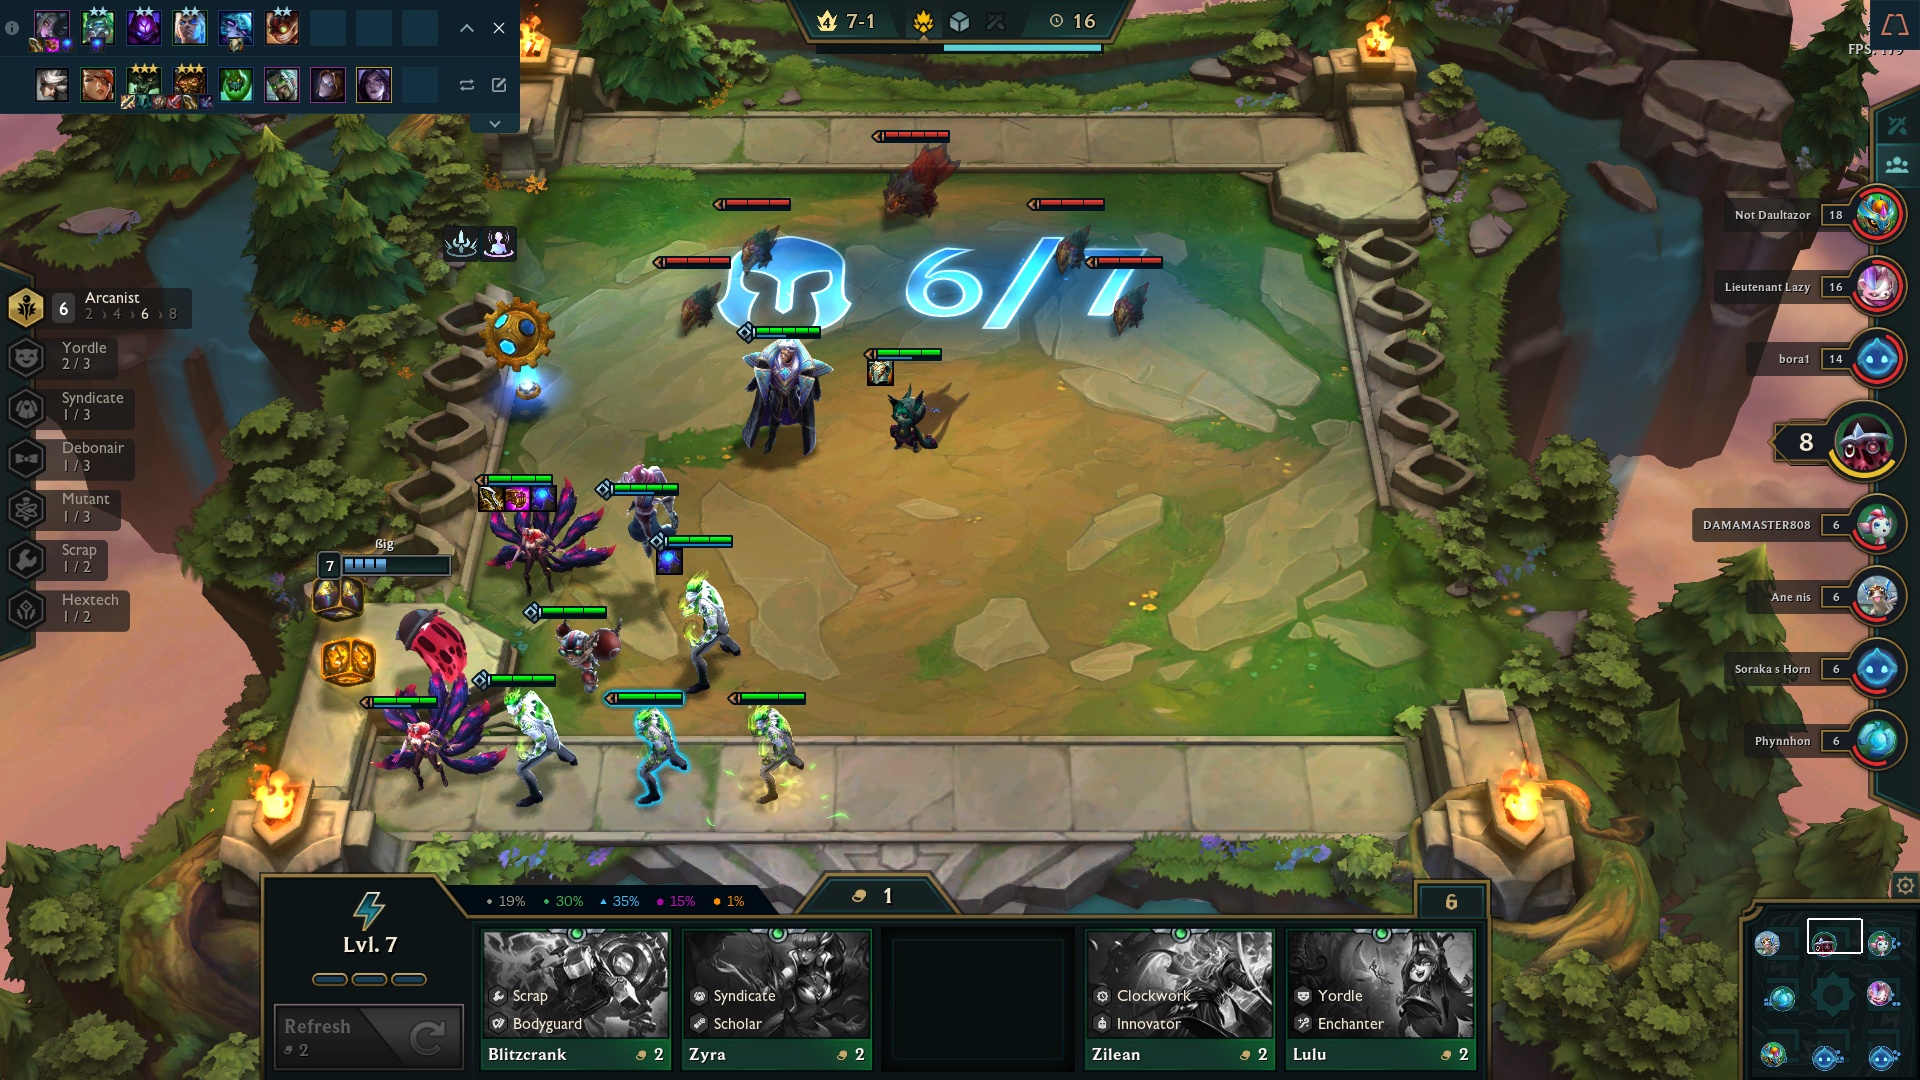 4 7-1
16
FPS: 179
6/7
6 Arcanist
2 › 4 › 6 › 8
Yordle
2 / 3
Syndicate
1 / 3
Debonair
1 / 3
Mutant
1 / 3
Scrap
1 / 2
Hextech
1 / 2
ßig
7
Not Daultazor 18
Lieutenant Lazy 16
bora1 14
8
DAMAMASTER808 6
Ane nis 6
Soraka s Horn 6
Phynnhon 6
19% 30% 35% 15% 1%
1
6
Lvl. 7
Refresh
2
Scrap
Bodyguard
Blitzcrank 2
Syndicate
Scholar
Zyra 2
Clockwork
Innovator
Zilean 2
Yordle
Enchanter
Lulu 2